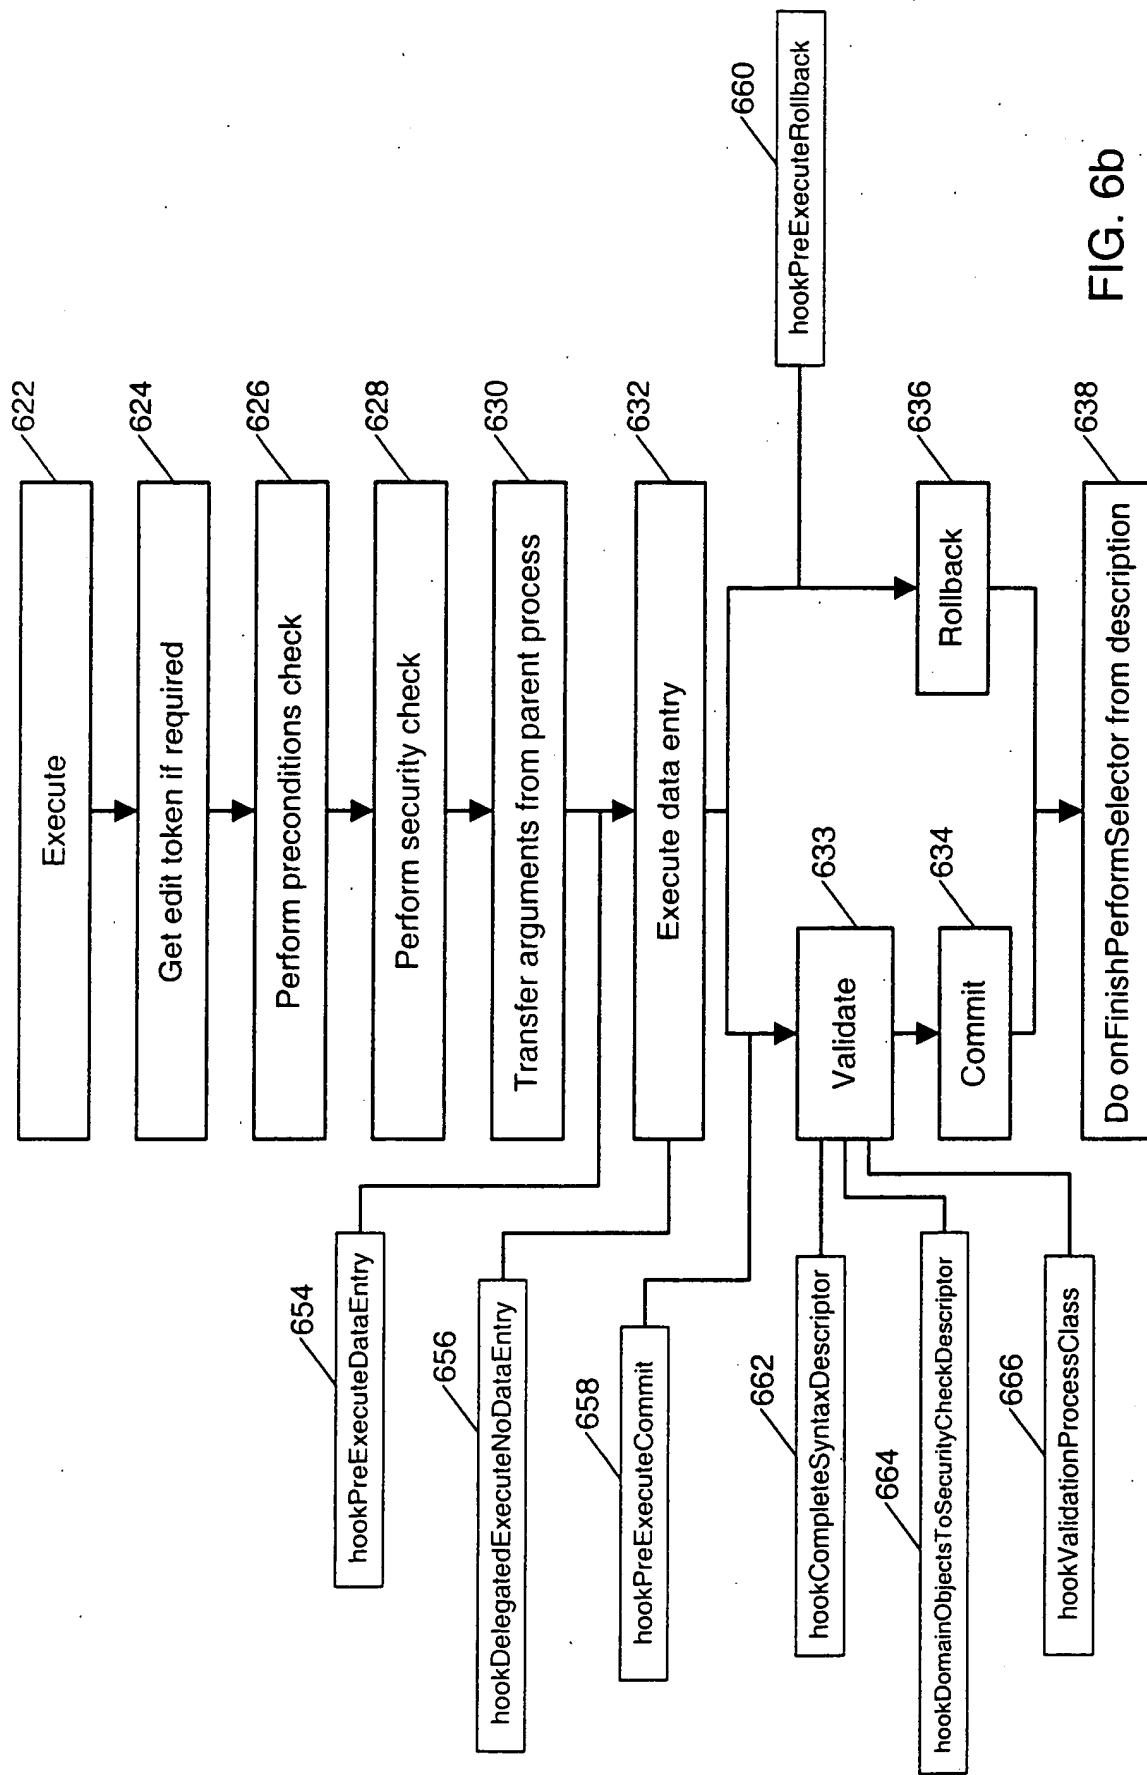 622
Execute
624
Get edit token if required
626
Perform preconditions check
628
Perform security check
630
Transfer arguments from parent process
654
hookPreExecuteDataEntry
632
Execute data entry
656
hookDelegatedExecuteNoDataEntry
658
hookPreExecuteCommit
660
hookPreExecuteRollback
633
Validate
662
hookCompleteSyntaxDescriptor
664
hookDomainObjectsToSecurityCheckDescriptor
666
hookValidationProcessClass
634
Commit
636
Rollback
638
Do onFinishPerformSelector from description
FIG. 6b